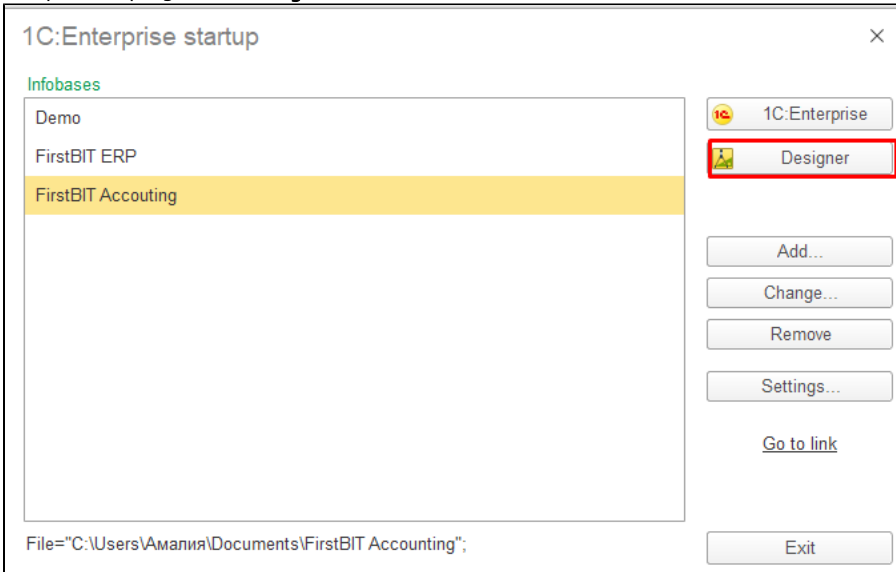 1C:Enterprise startup
Infobases
Demo
FirstBIT ERP
FirstBIT Accouting
1C:Enterprise
Designer
Add...
Change...
Remove
Settings...
Go to link
File="C:\Users\Амалия\Documents\FirstBIT Accounting";
Exit